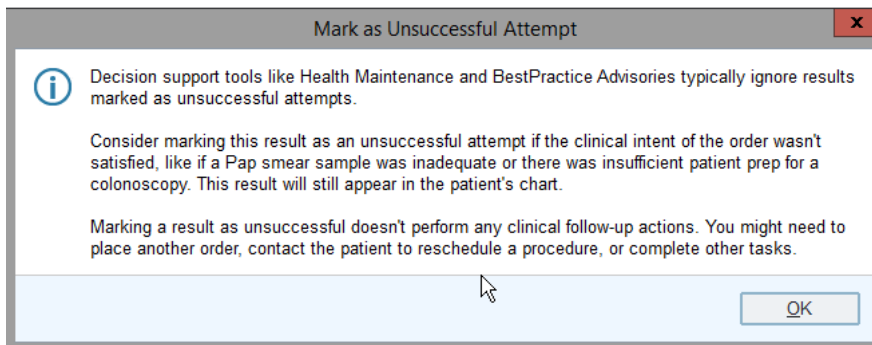 Mark as Unsuccessful Attempt
x
Decision support tools like Health Maintenance and BestPractice Advisories typically ignore results
marked as unsuccessful attempts.
Consider marking this result as an unsuccessful attempt if the clinical intent of the order wasn't
satisfied, like if a Pap smear sample was inadequate or there was insufficient patient prep for a
colonoscopy. This result will still appear in the patient's chart.
Marking a result as unsuccessful doesn't perform any clinical follow-up actions. You might need to
place another order, contact the patient to reschedule a procedure, or complete other tasks.
OK